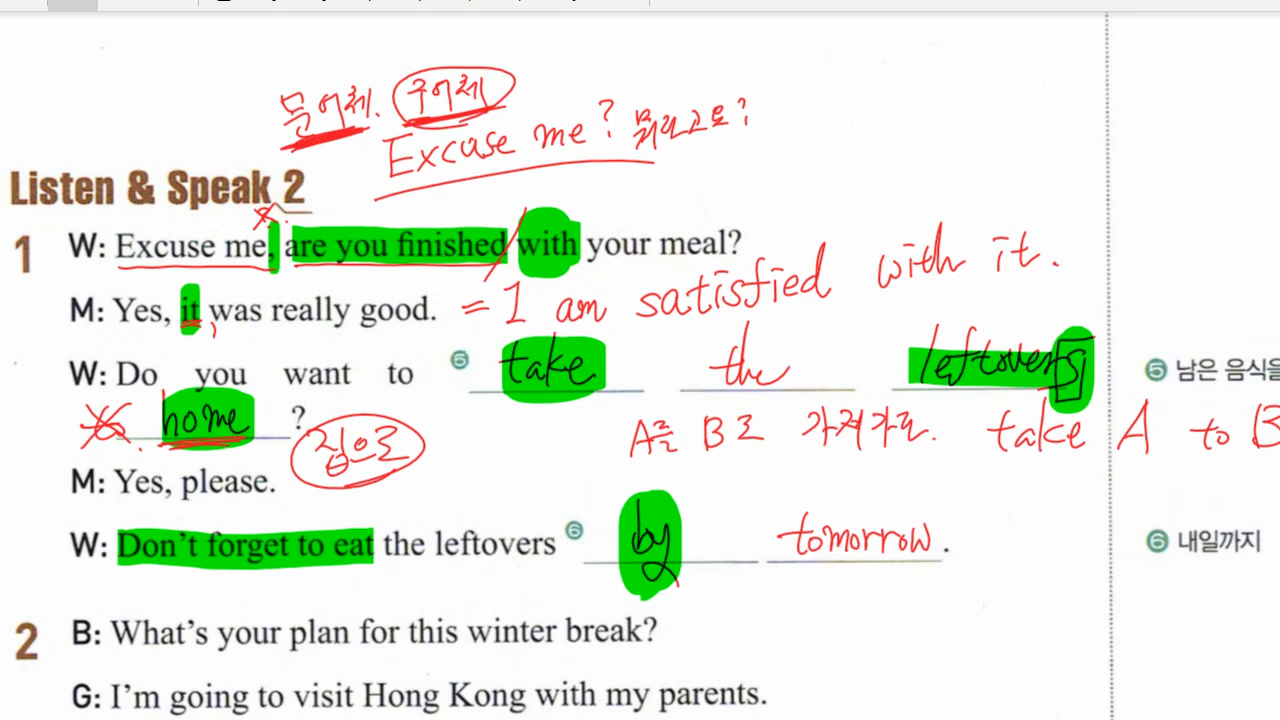 문어체. 구어체
Excuse me? 뭐라고요?
Listen & Speak 2
1 W: Excuse me, are you finished with your meal?
M: Yes, it was really good. = I am satisfied with it.
W: Do you want to ⑤ take the leftovers ⑤ 남은 음식을
home ? 집으로 A를 B로 가져가다. take A to B
M: Yes, please.
W: Don't forget to eat the leftovers ⑥ by tomorrow. ⑥ 내일까지
2 B: What's your plan for this winter break?
G: I'm going to visit Hong Kong with my parents.